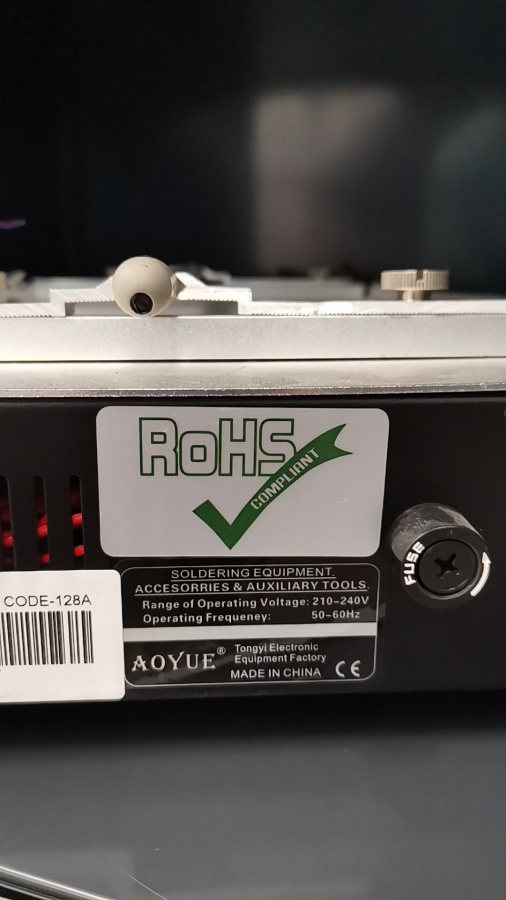 RoHS
COMPLIANT
FUSE
SOLDERING EQUIPMENT,
ACCESORRIES & AUXILIARY TOOLS.
Range of Operating Voltage: 210-240V
Operating Frequeney: 50-60Hz
CODE-128A
AOYUE® Tongyi Electronic
Equipment Factory
MADE IN CHINA CE